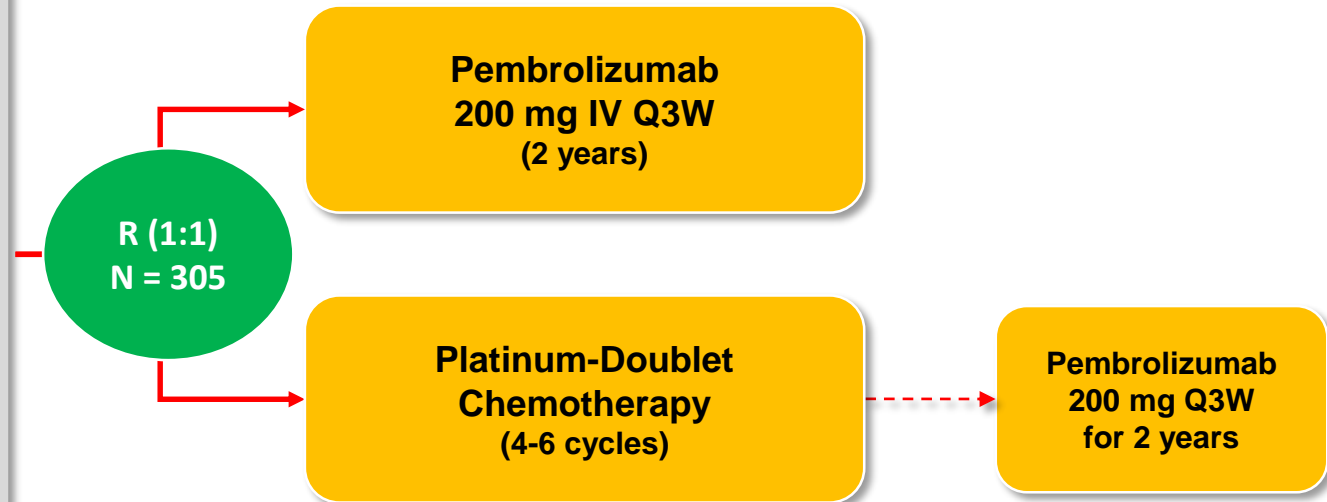 Pembrolizumab
200 mg IV Q3W
(2 years)
R (1:1)
N = 305
Platinum-Doublet
Chemotherapy
(4-6 cycles)
Pembrolizumab
200 mg Q3W
for 2 years